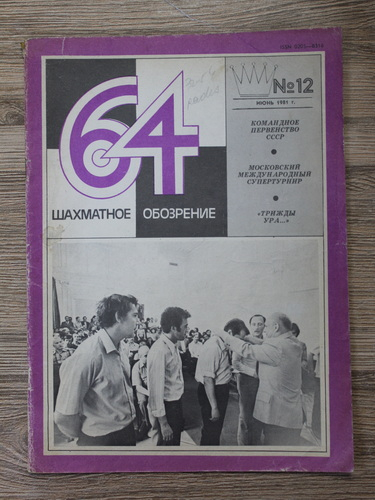 №12
ИЮНЬ 1981 г.
64
ШАХМАТНОЕ ОБОЗРЕНИЕ
КОМАНДНОЕ
ПЕРВЕНСТВО
СССР
МОСКОВСКИЙ
МЕЖДУНАРОДНЫЙ
СУПЕРТУРНИР
«ТРИЖДЫ
УРА...»